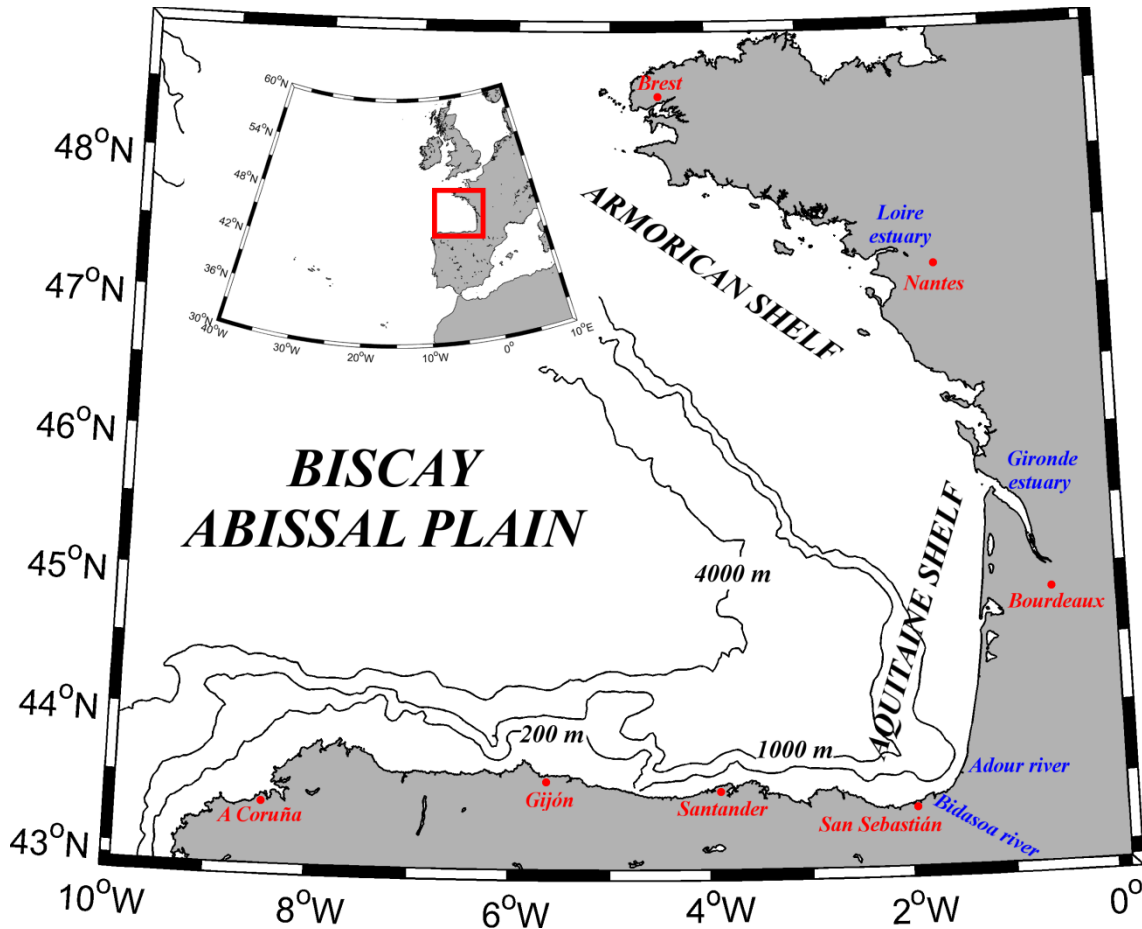 60°N
54°N
48°N
42°N
36°N
30°N
40°W
30°W
20°W
10°W
0°
10°E
48°N
47°N
46°N
45°N
44°N
43°N
10°W
8°W
6°W
4°W
2°W
0°
Brest
ARMORICAN SHELF
Loire
estuary
Nantes
BISCAY
ABISSAL PLAIN
Gironde
estuary
4000 m
AQUITAINE SHELF
Bourdeaux
200 m
1000 m
Adour river
A Coruña
Gijón
Santander
San Sebastián
Bidasoa river